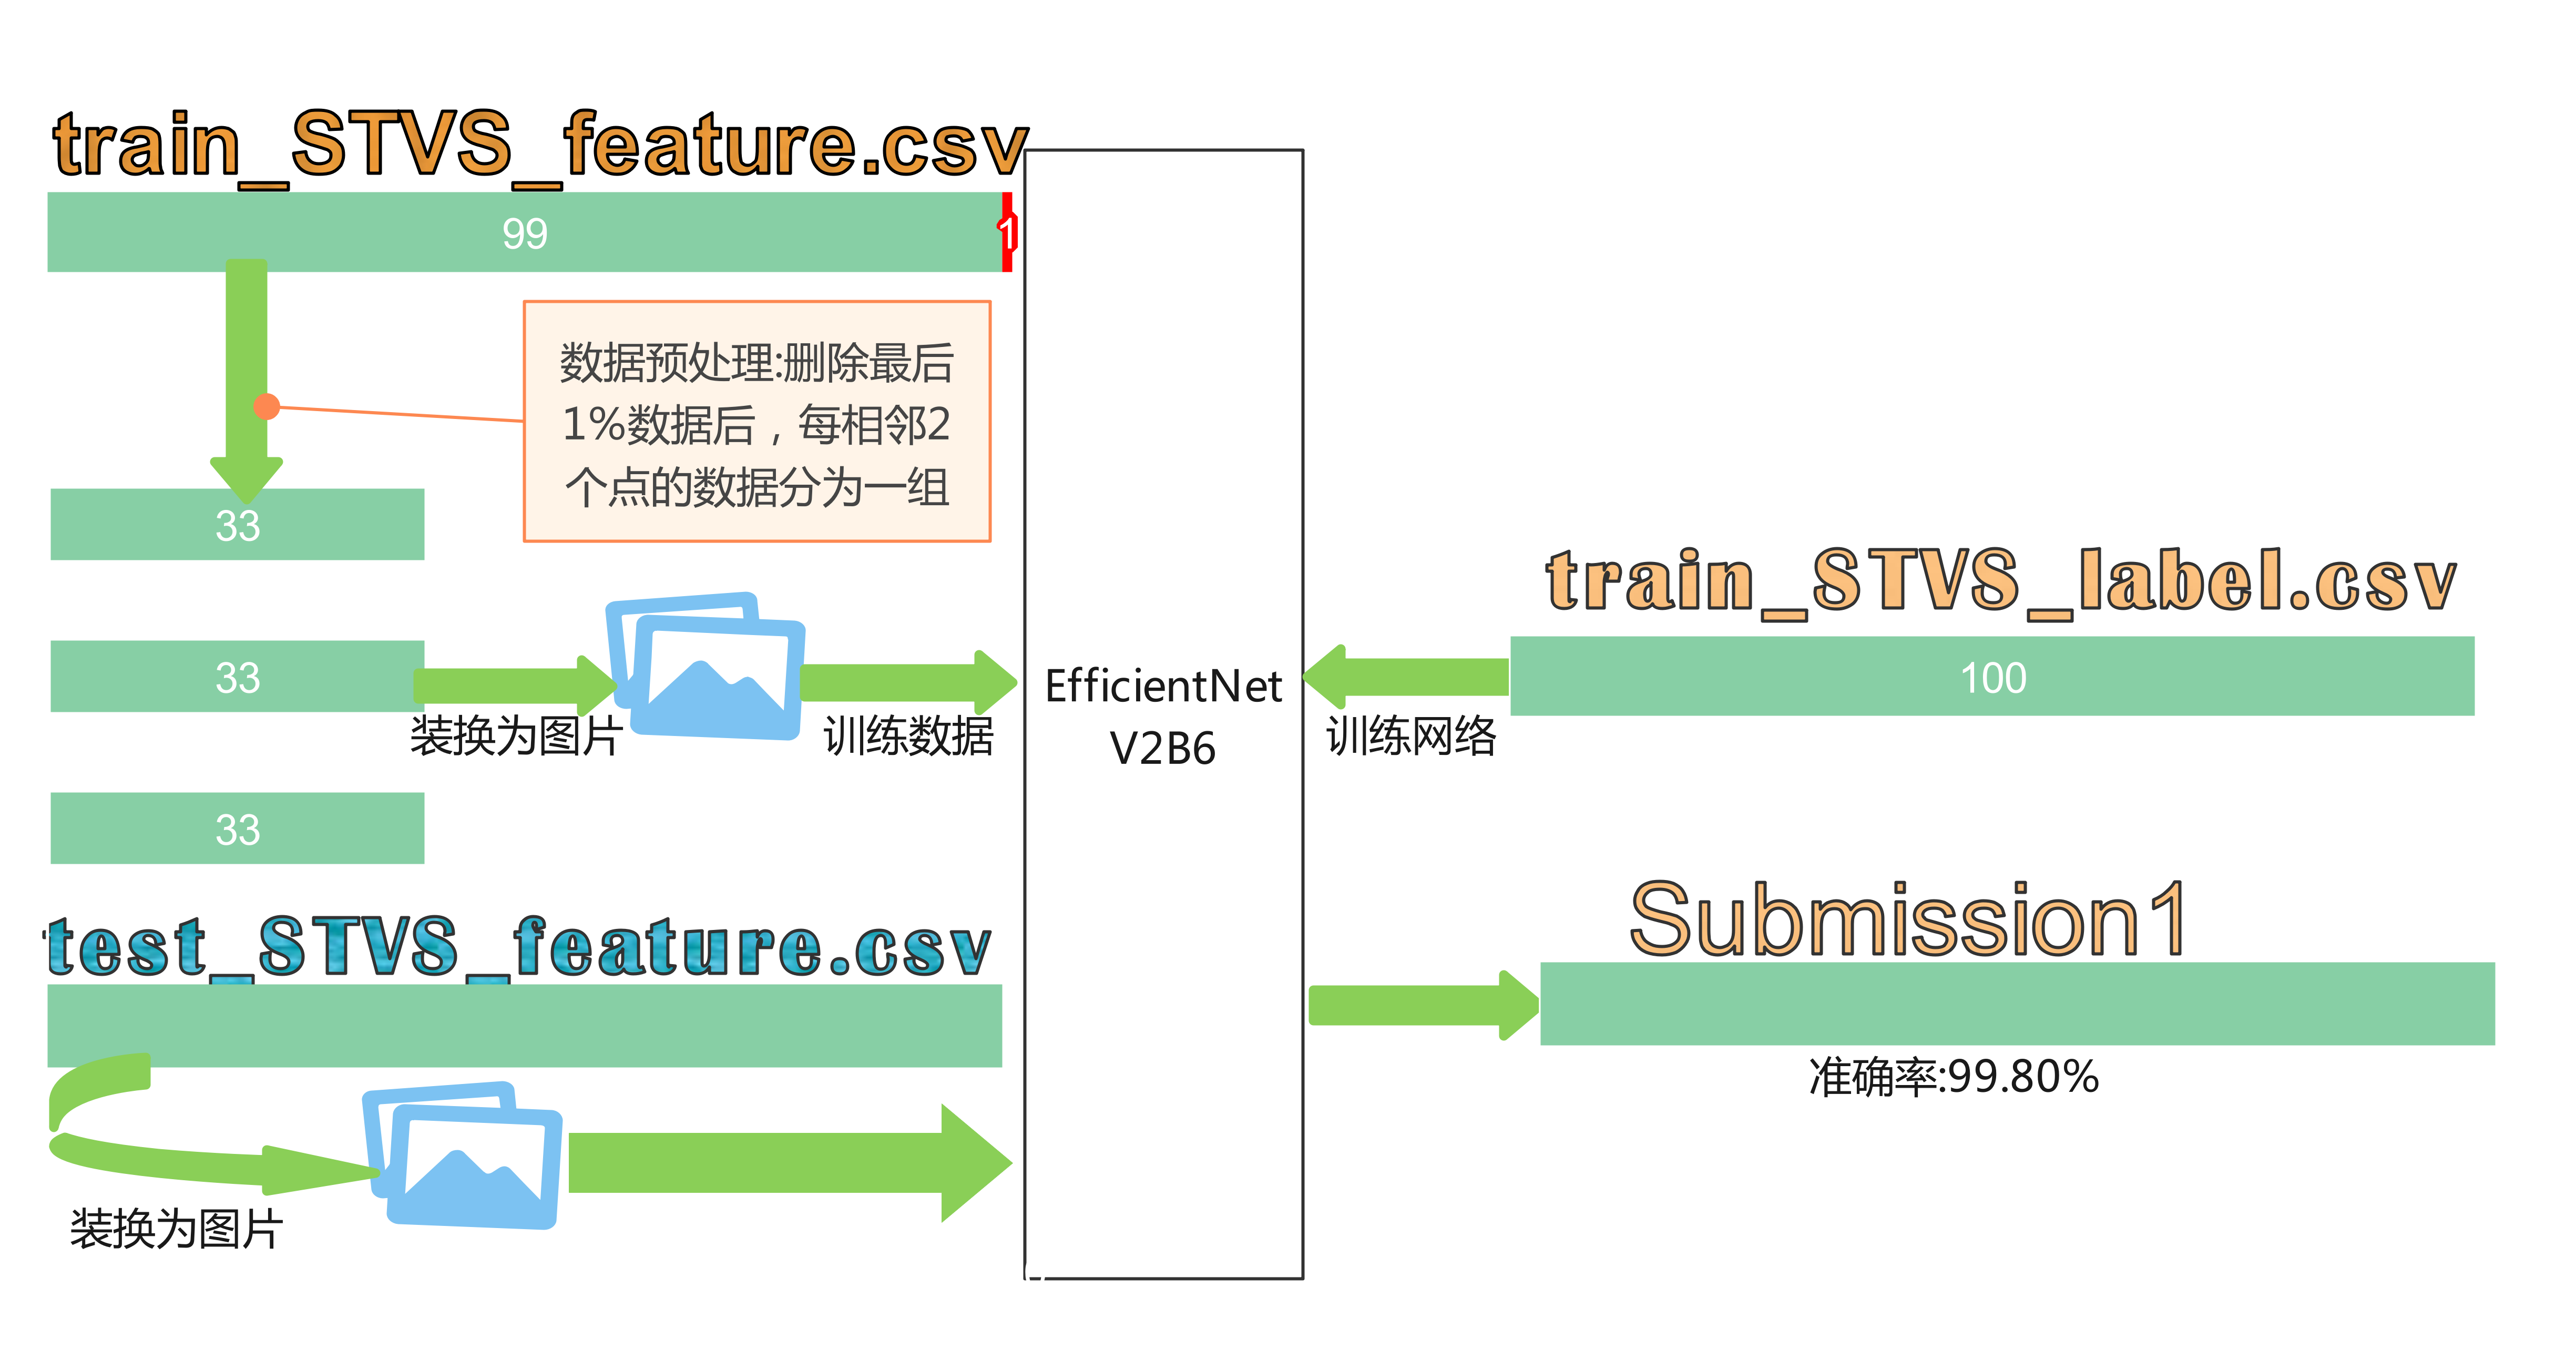 train_STVS_feature.csv
99
1
数据预处理:删除最后
1%数据后，每相邻2
个点的数据分为一组
33
33
装换为图片
训练数据
33
EfficientNet
V2B6
train_STVS_label.csv
100
训练网络
test_STVS_feature.csv
装换为图片
Submission1
准确率:99.80%